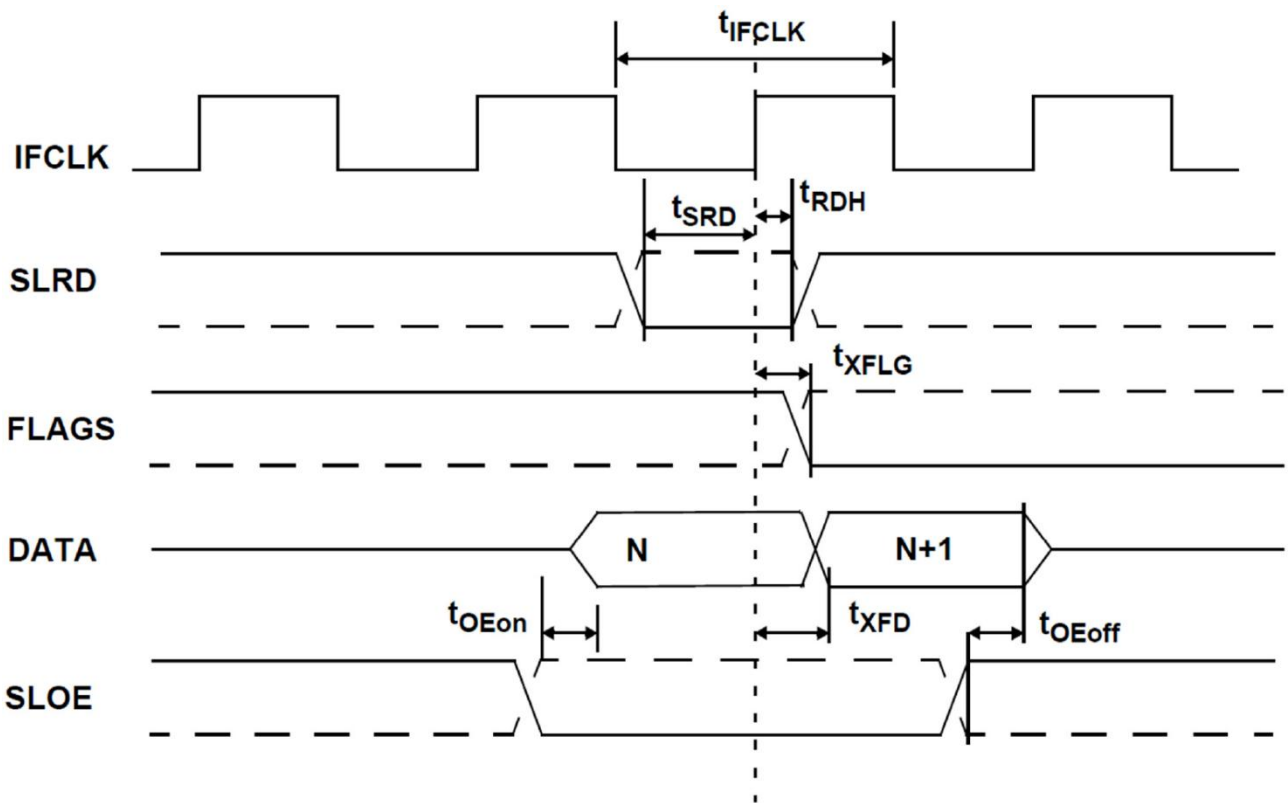 tIFCLK
IFCLK
tSRD
tRDH
SLRD
tXFLG
FLAGS
DATA
N
N+1
tOEon
tXFD
tOEoff
SLOE